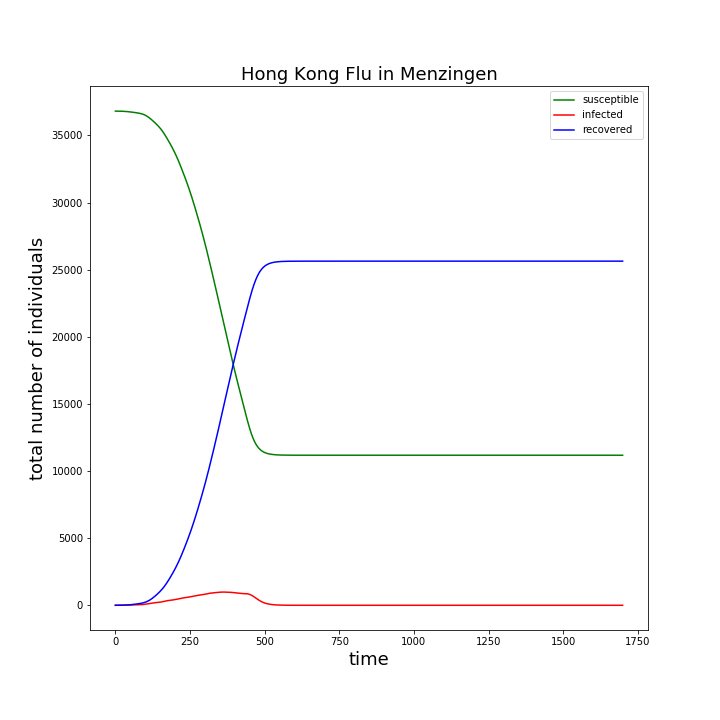 Hong Kong Flu in Menzingen
susceptible
infected
recovered
total number of individuals
35000
30000
25000
20000
15000
10000
5000
0
0 250 500 750 1000 1250 1500 1750
time